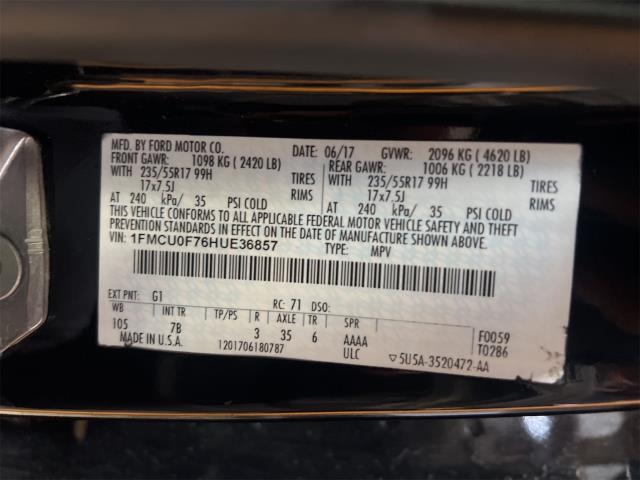 MFD. BY FORD MOTOR CO. DATE: 06/17 GVWR: 2096 KG ( 4620 LB)
FRONT GAWR: 1098 KG ( 2420 LB) REAR GAWR: 1006 KG ( 2218 LB)
WITH 235/55R17 99H TIRES WITH 235/55R17 99H TIRES
17x7.5J RIMS 17x7.5J RIMS
AT 240 kPa/ 35 PSI COLD AT 240 kPa/ 35 PSI COLD
THIS VEHICLE CONFORMS TO ALL APPLICABLE FEDERAL MOTOR VEHICLE SAFETY AND THEFT
PREVENTION STANDARDS IN EFFECT ON THE DATE OF MANUFACTURE SHOWN ABOVE.
VIN: 1FMCU0F76HUE36857 TYPE: MPV
EXT PNT: G1 RC: 71 DSO:
WB INT TR TP/PS R AXLE TR SPR F0059
105 7B 3 35 6 AAAA T0286
MADE IN U.S.A. 1201706180787 ULC ▽5U5A-3520472-AA